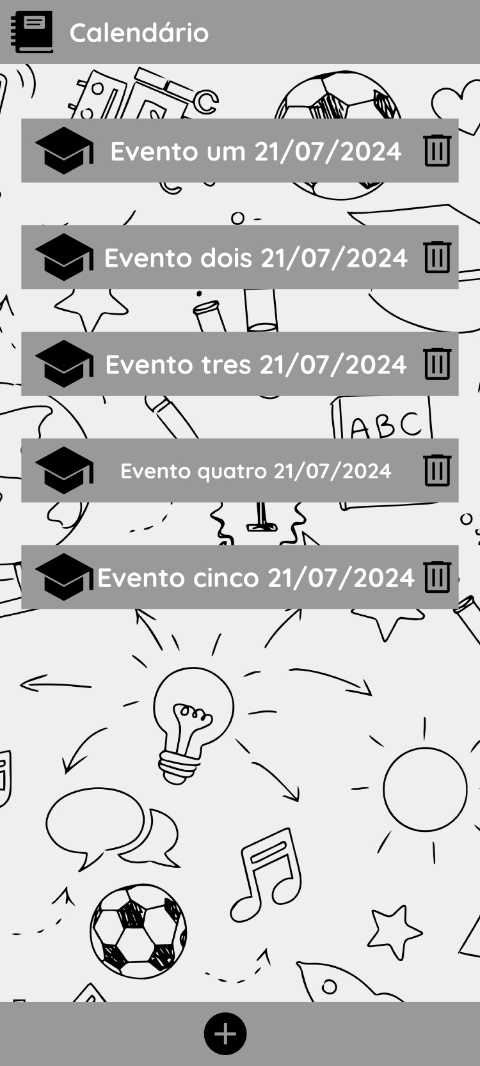 Calendário
Evento um 21/07/2024
Evento dois 21/07/2024
Evento tres 21/07/2024
ABC
Evento quatro 21/07/2024
Evento cinco 21/07/2024